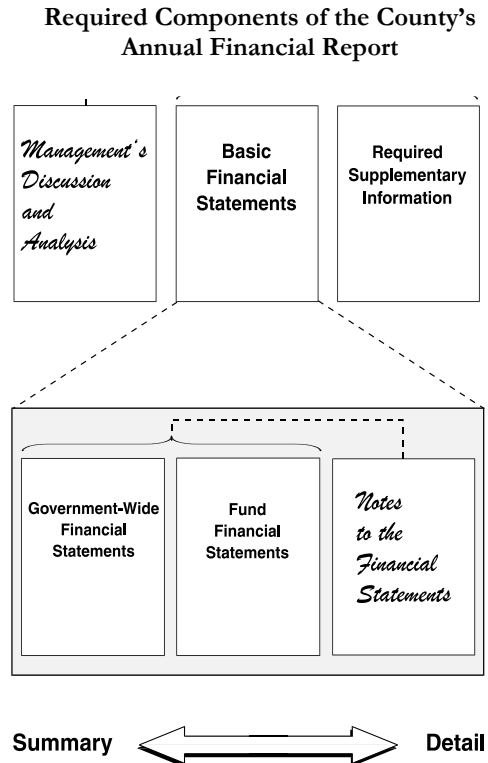 Required Components of the County's
Annual Financial Report
Management's
Discussion
and
Analysis
Basic
Financial
Statements
Required
Supplementary
Information
Government-Wide
Financial
Statements
Fund
Financial
Statements
Notes
to the
Financial
Statements
Summary
Detail